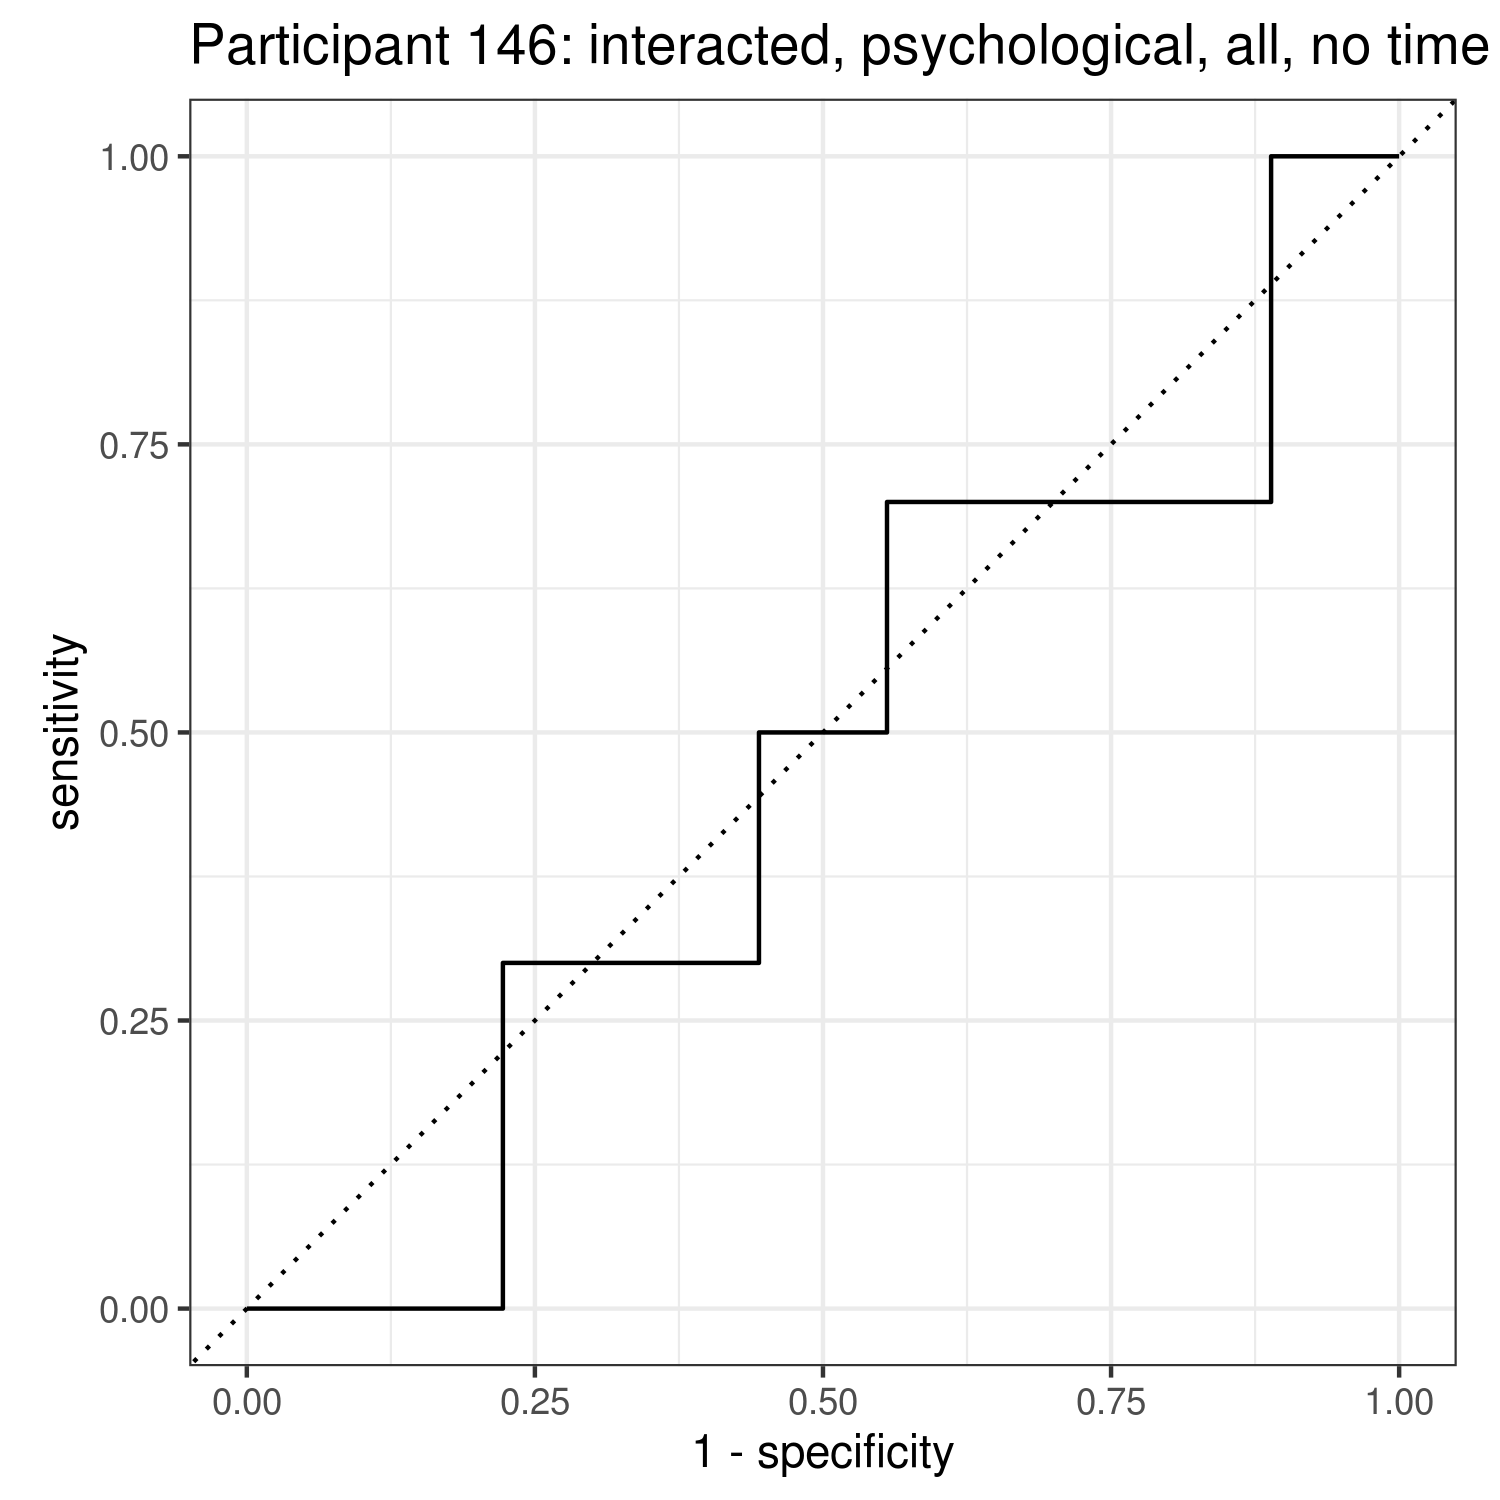 Participant 146: interacted, psychological, all, no time
1.00
0.75
0.50
0.25
0.00
sensitivity
0.00 0.25 0.50 0.75 1.00
1 - specificity